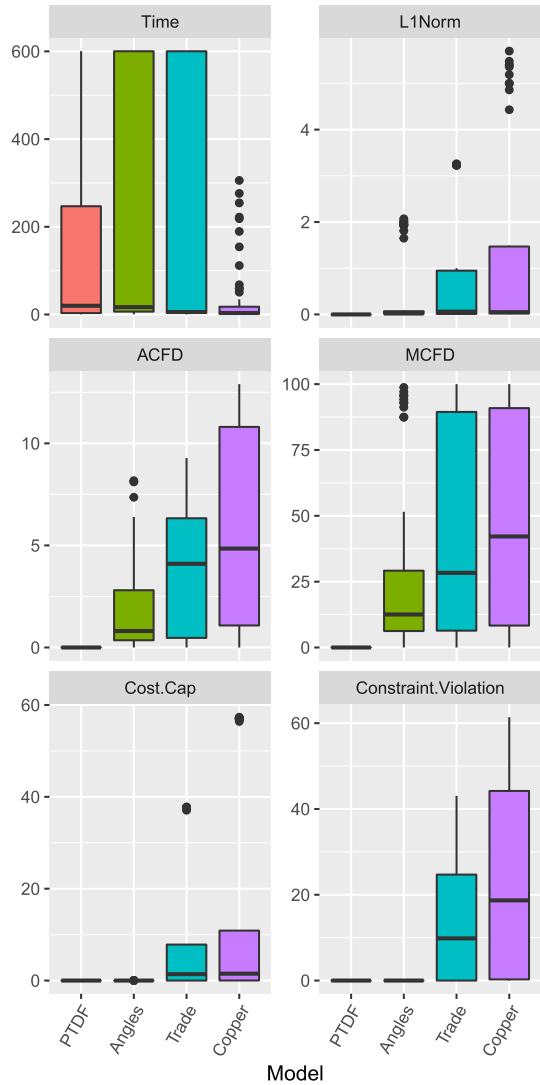 Time
L1Norm
600
400
200
0
4
2
0
ACFD
MCFD
10
5
0
100
75
50
25
0
Cost.Cap
Constraint.Violation
60
40
20
0
60
40
20
0
PTDF
Angles
Trade
Copper
PTDF
Angles
Trade
Copper
Model